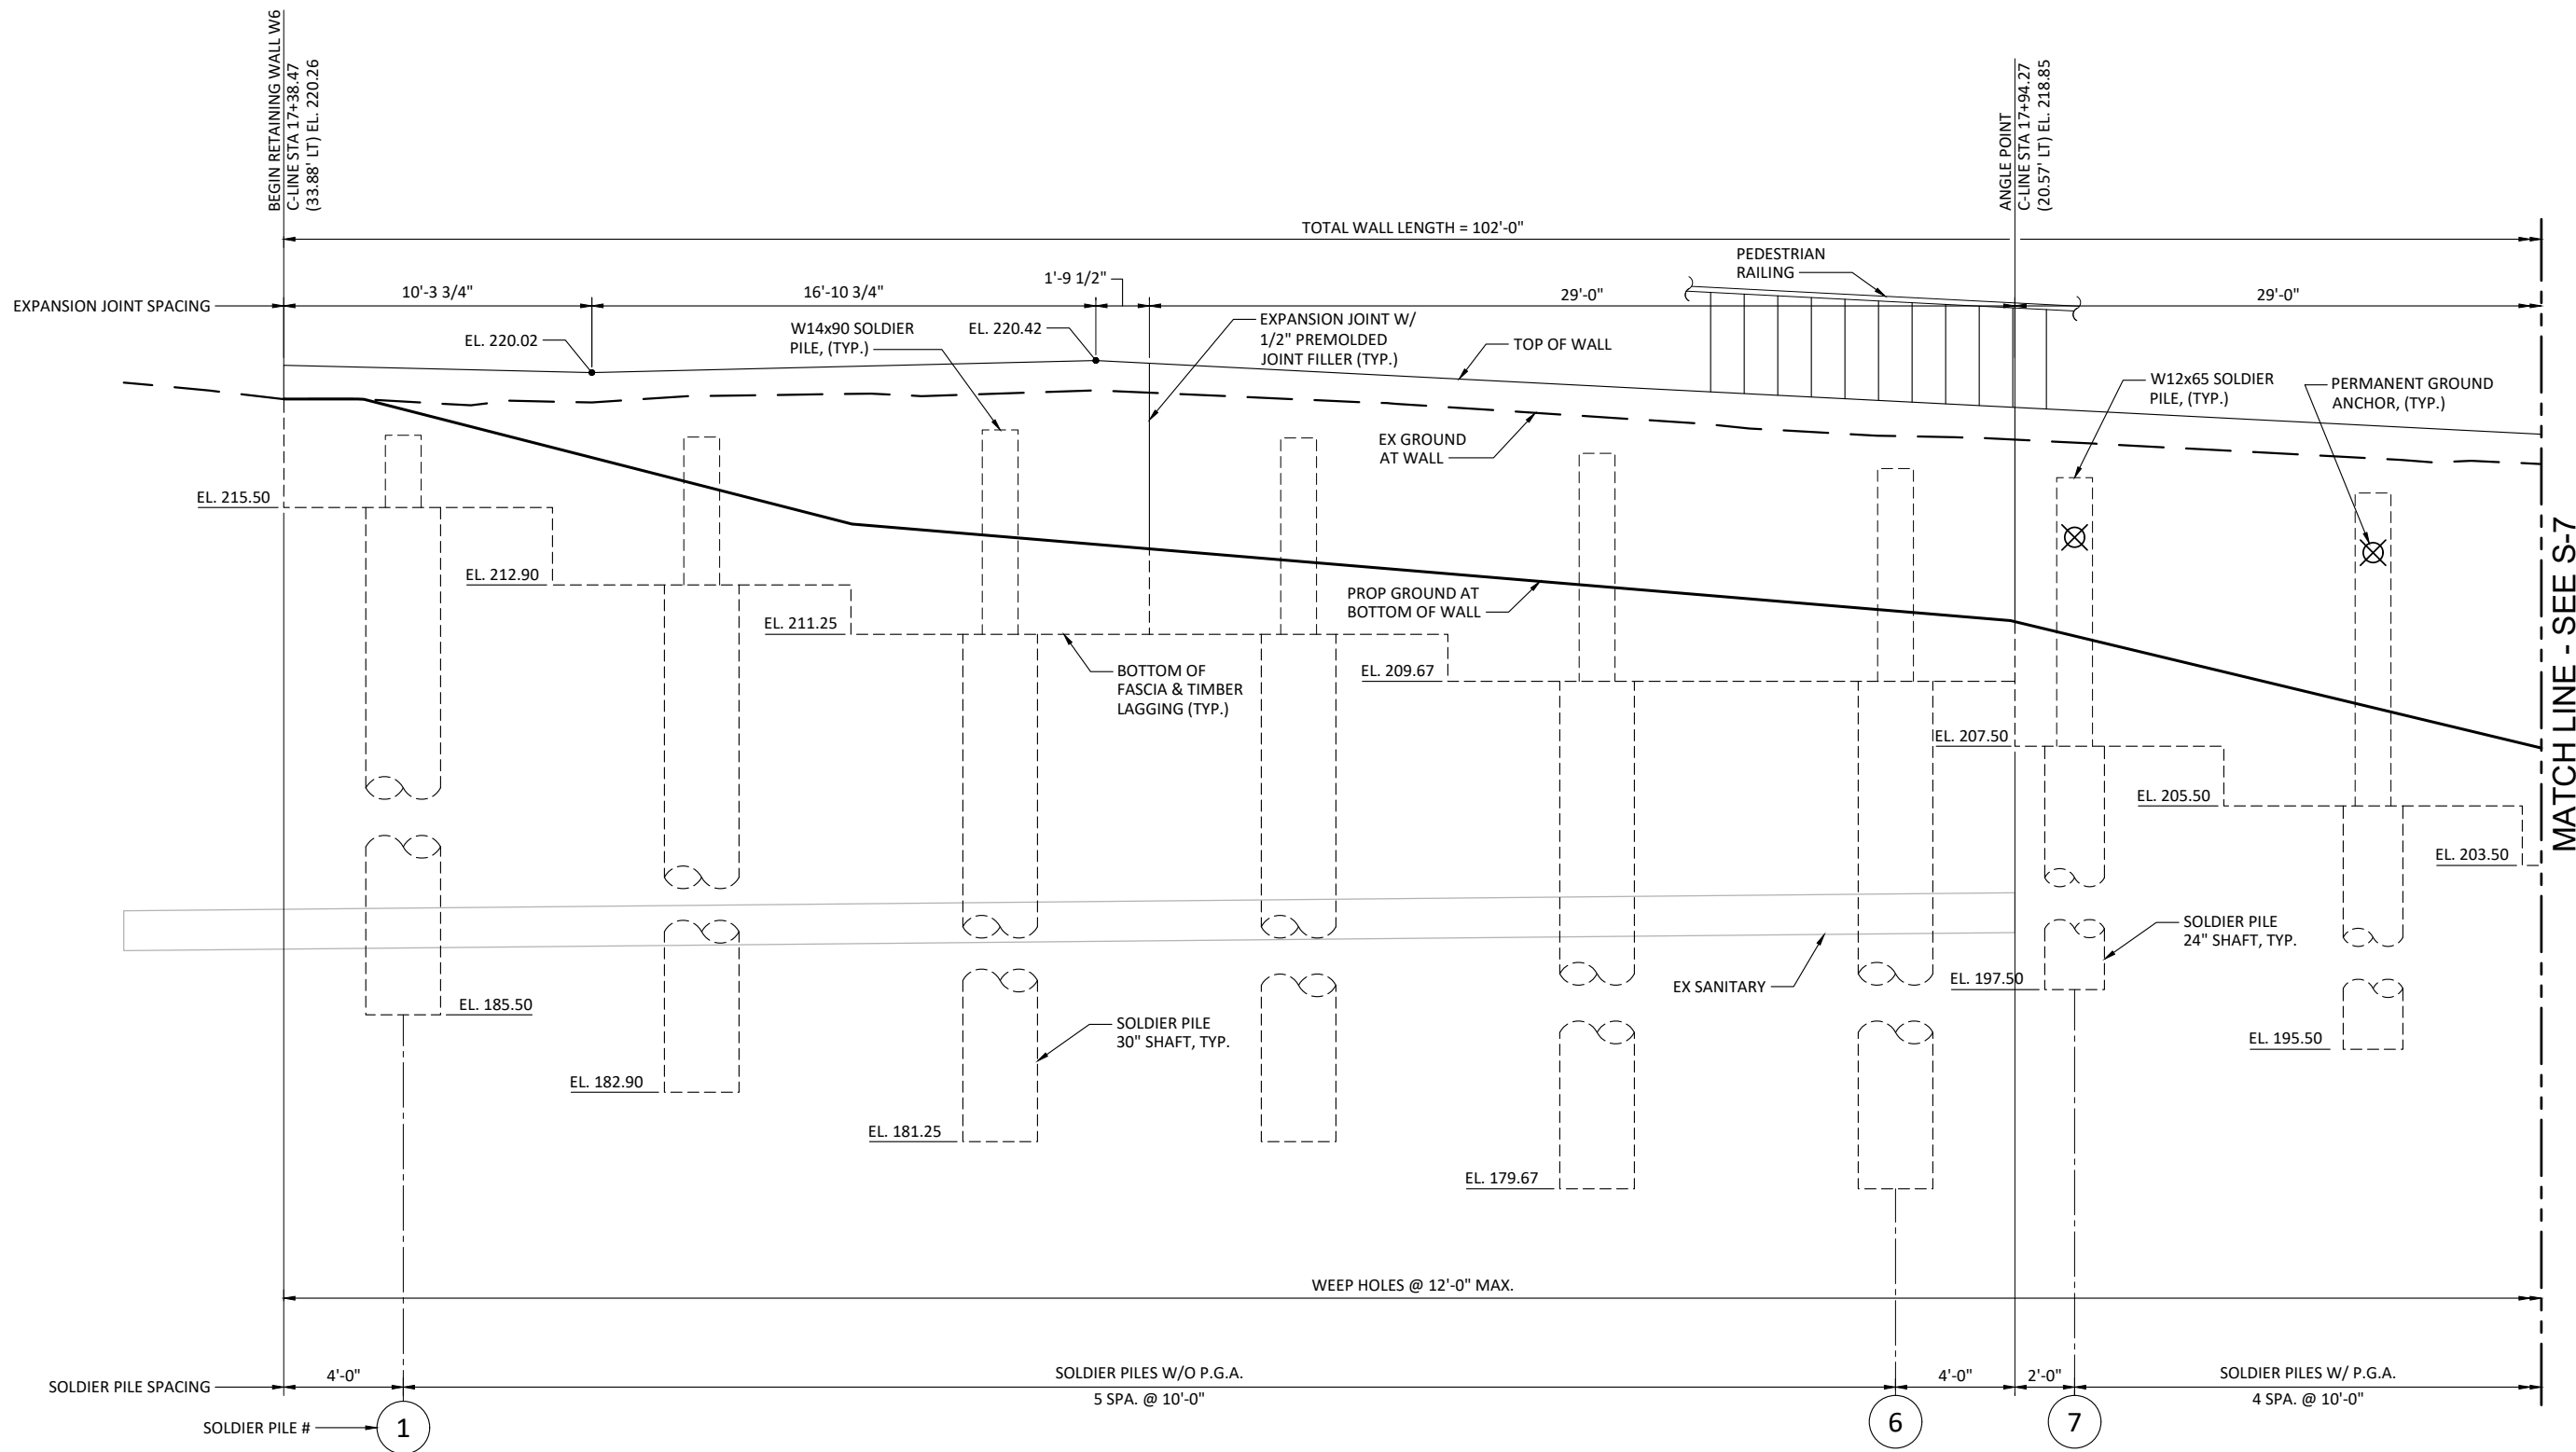 BEGIN RETAINING WALL W6
C-LINE STA 17+38.47
(33.88' LT) EL. 220.26
ANGLE POINT
C-LINE STA 17+94.27
(20.57' LT) EL. 218.85
TOTAL WALL LENGTH = 102'-0"
EXPANSION JOINT SPACING
10'-3 3/4"
16'-10 3/4"
1'-9 1/2"
29'-0"
29'-0"
PEDESTRIAN
RAILING
EL. 220.02
W14x90 SOLDIER
PILE, (TYP.)
EL. 220.42
EXPANSION JOINT W/
1/2" PREMOLDED
JOINT FILLER (TYP.)
TOP OF WALL
W12x65 SOLDIER
PILE, (TYP.)
PERMANENT GROUND
ANCHOR, (TYP.)
EX GROUND
AT WALL
EL. 215.50
EL. 212.90
EL. 211.25
PROP GROUND AT
BOTTOM OF WALL
BOTTOM OF
FASCIA & TIMBER
LAGGING (TYP.)
EL. 209.67
EL. 207.50
EL. 205.50
EL. 203.50
MATCH LINE - SEE S-7
SOLDIER PILE
24" SHAFT, TYP.
EX SANITARY
EL. 197.50
EL. 185.50
SOLDIER PILE
30" SHAFT, TYP.
EL. 195.50
EL. 182.90
EL. 181.25
EL. 179.67
WEEP HOLES @ 12'-0" MAX.
SOLDIER PILE SPACING
4'-0"
SOLDIER PILES W/O P.G.A.
5 SPA. @ 10'-0"
4'-0"
2'-0"
SOLDIER PILES W/ P.G.A.
4 SPA. @ 10'-0"
SOLDIER PILE #
1
6
7